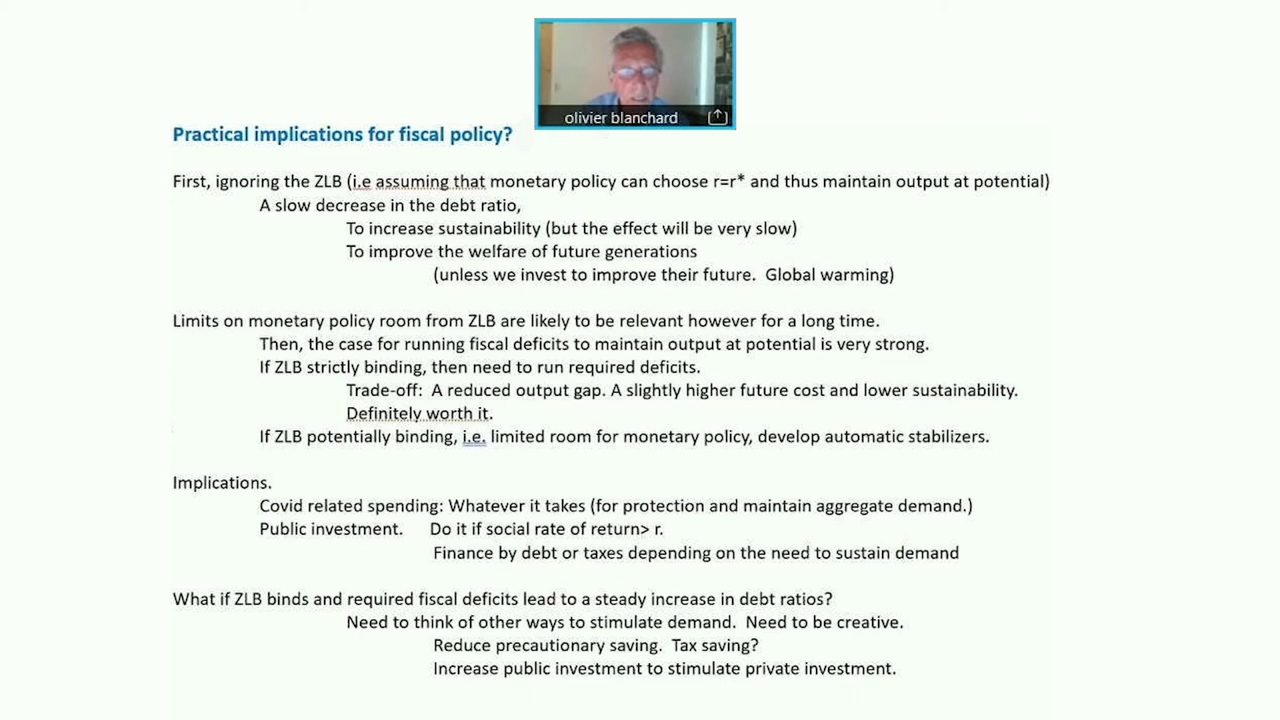 olivier blanchard
Practical implications for fiscal policy?
First, ignoring the ZLB (i.e assuming that monetary policy can choose r=r* and thus maintain output at potential)
A slow decrease in the debt ratio,
To increase sustainability (but the effect will be very slow)
To improve the welfare of future generations
(unless we invest to improve their future.  Global warming)
Limits on monetary policy room from ZLB are likely to be relevant however for a long time.
Then, the case for running fiscal deficits to maintain output at potential is very strong.
If ZLB strictly binding, then need to run required deficits.
Trade-off:  A reduced output gap. A slightly higher future cost and lower sustainability.
Definitely worth it.
If ZLB potentially binding, i.e. limited room for monetary policy, develop automatic stabilizers.
Implications.
Covid related spending: Whatever it takes (for protection and maintain aggregate demand.)
Public investment.    Do it if social rate of return> r.
Finance by debt or taxes depending on the need to sustain demand
What if ZLB binds and required fiscal deficits lead to a steady increase in debt ratios?
Need to think of other ways to stimulate demand.  Need to be creative.
Reduce precautionary saving.  Tax saving?
Increase public investment to stimulate private investment.